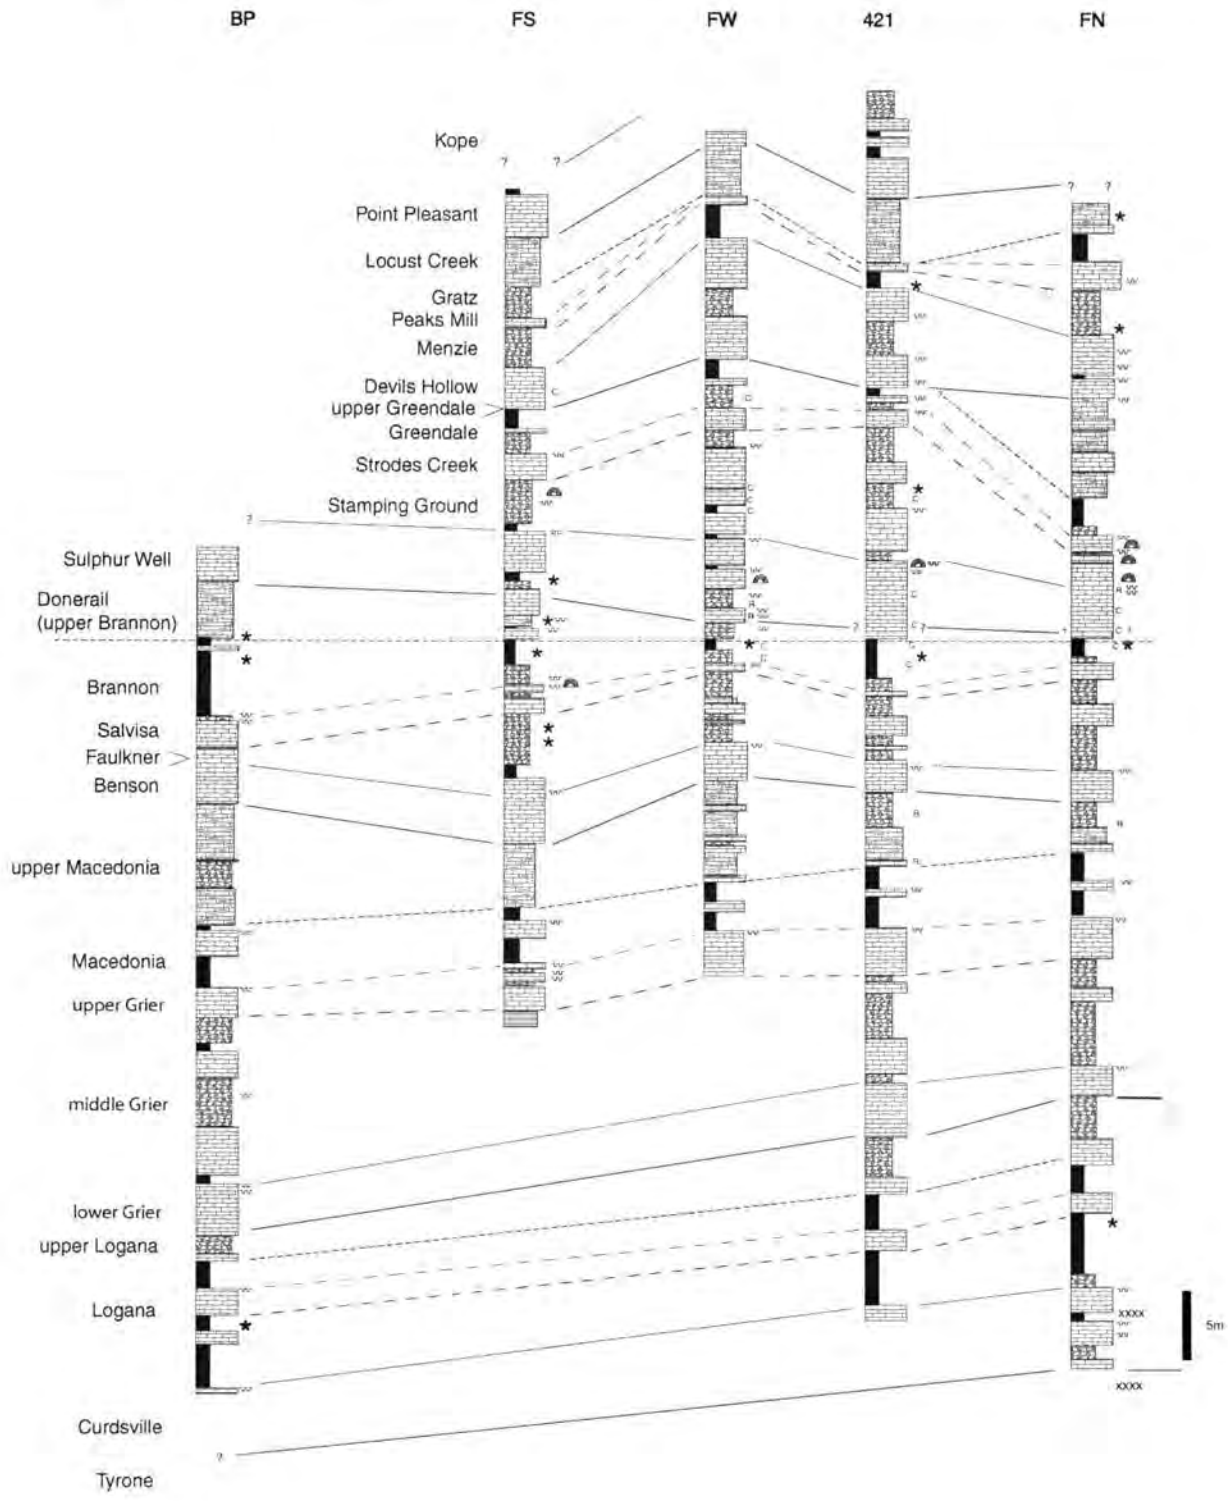 BP FS FW 421 FN
Kope
? ? ? ?
Point Pleasant
*
Locust Creek
Gratz
*
Peaks Mill
*
Menzie
Devils Hollow
C
upper Greendale
C
Greendale
Strodes Creek
*
C
C
C
C
Stamping Ground
?
Sulphur Well
*
R
C
C
Donerail
R
R
*
(upper Brannon)
? C ? ? C
*
* C C *
* * C
C
Brannon
Salvisa
*
*
Faulkner
Benson
R
R
upper Macedonia
R
Macedonia
upper Grier
middle Grier
lower Grier
*
upper Logana
Logana
xxxx
*
5m
xxxx
Curdsville
?
Tyrone